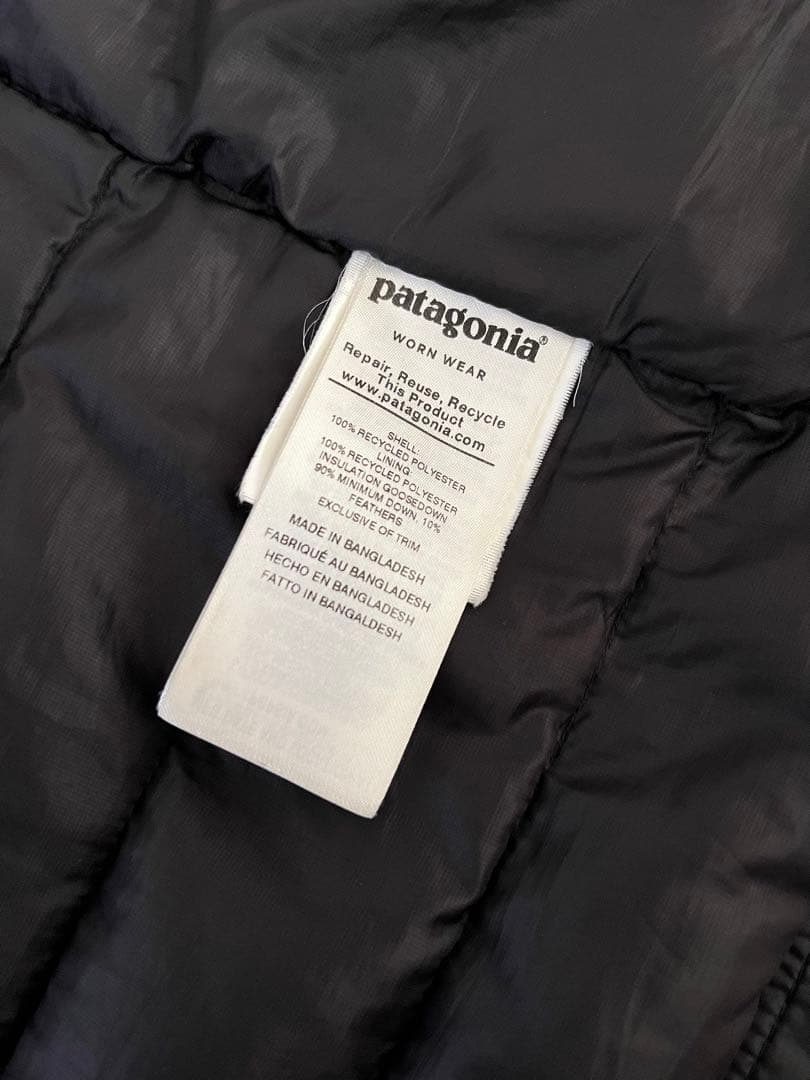 patagonia®
WORN WEAR
Repair, Reuse, Recycle
This Product
www.patagonia.com
SHELL:
100% RECYCLED POLYESTER
LINING:
100% RECYCLED POLYESTER
INSULATION GOOSEDOWN
90% MINIMUM DOWN, 10%
FEATHERS
EXCLUSIVE OF TRIM
MADE IN BANGLADESH
FABRIQUÉ AU BANGLADESH
HECHO EN BANGLADESH
FATTO IN BANGALDESH